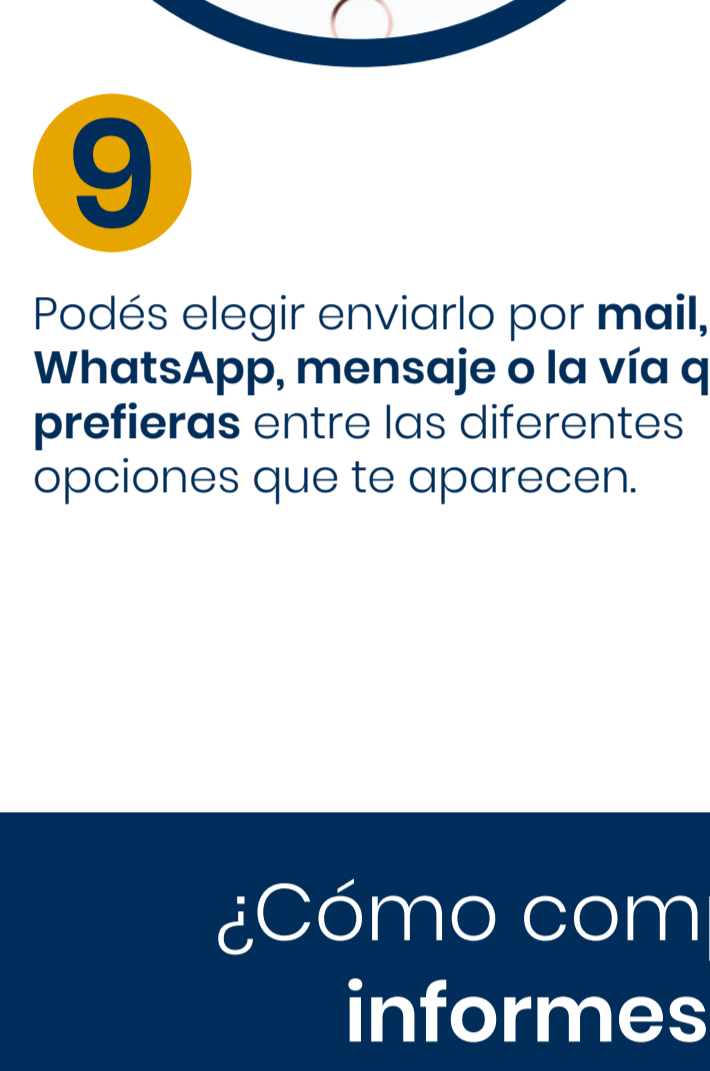 9
Podés elegir enviarlo por mail,
WhatsApp, mensaje o la vía q
prefieras entre las diferentes
opciones que te aparecen.
¿Cómo comp
informes